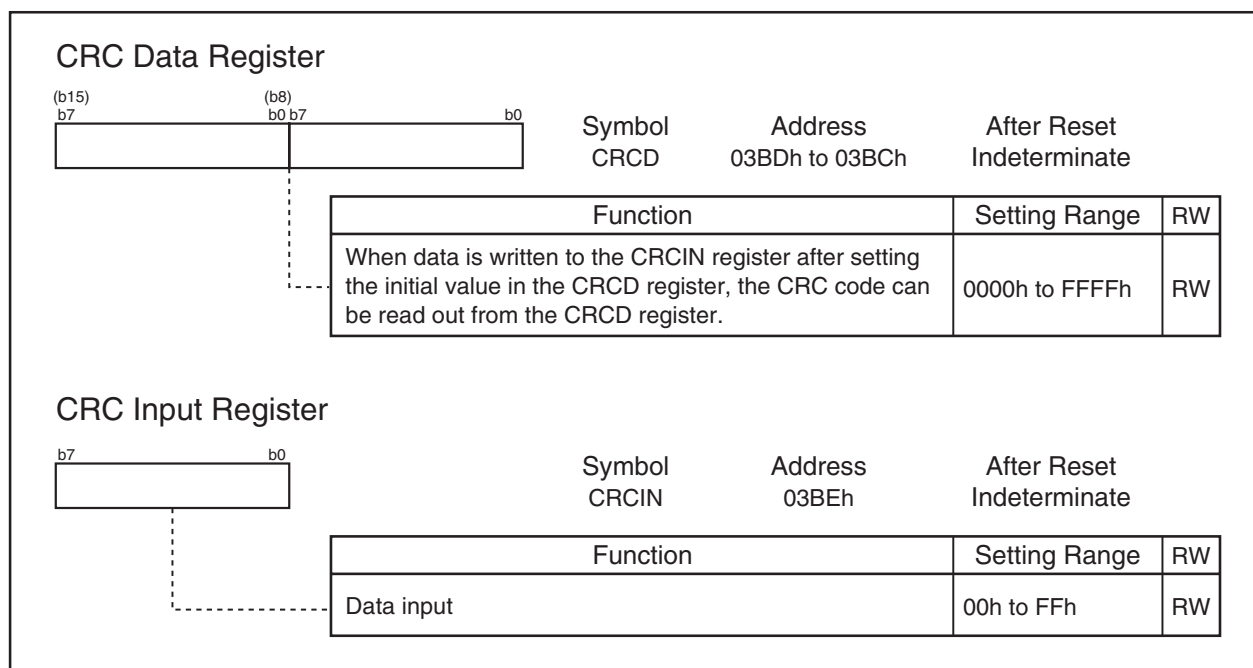 CRC Data Register
(b15) (b8)
b7 b0 b7 b0
Symbol Address After Reset
CRCD 03BDh to 03BCh Indeterminate
Function Setting Range RW
When data is written to the CRCIN register after setting
the initial value in the CRCD register, the CRC code can
be read out from the CRCD register.
0000h to FFFFh RW
CRC Input Register
b7 b0
Symbol Address After Reset
CRCIN 03BEh Indeterminate
Function Setting Range RW
Data input 00h to FFh RW